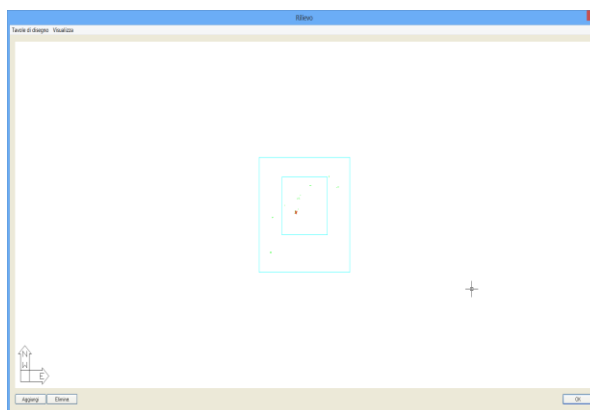 Rilievo
Tavole di disegno Visualizza
N
W
E
Aggiungi Elimina OK